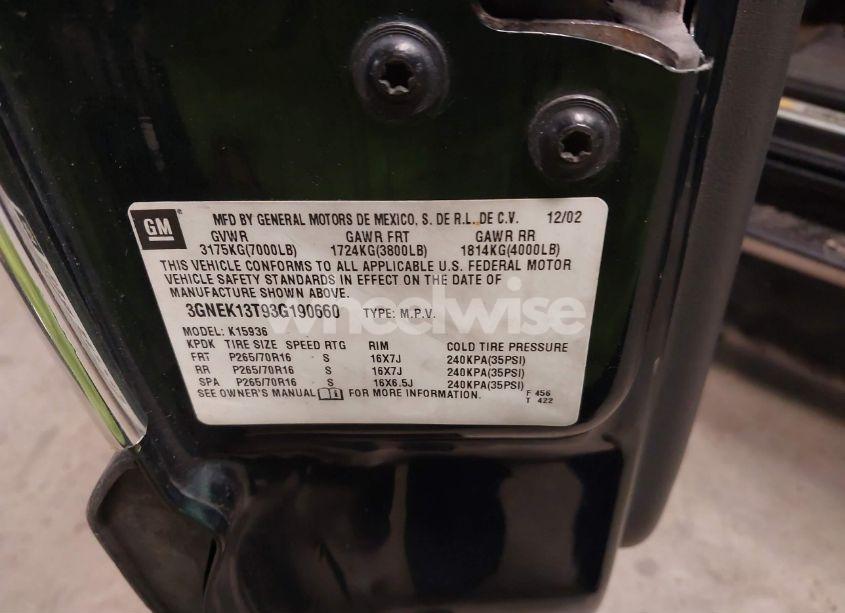 GM MFD BY GENERAL MOTORS DE MEXICO, S. DE R.L. DE C.V. 12/02
GVWR GAWR FRT GAWR RR
3175KG(7000LB) 1724KG(3800LB) 1814KG(4000LB)
THIS VEHICLE CONFORMS TO ALL APPLICABLE U.S. FEDERAL MOTOR
VEHICLE SAFETY STANDARDS IN EFFECT ON THE DATE OF
MANUFACTURE SHOWN ABOVE.
3GNEK13T93G190660 TYPE: M.P.V.
wheelwise
MODEL: K15936
KPDK TIRE SIZE SPEED RTG RIM COLD TIRE PRESSURE
FRT P265/70R16 S 16X7J 240KPA(35PSI)
RR P265/70R16 S 16X7J 240KPA(35PSI)
SPA P265/70R16 S 16X6.5J 240KPA(35PSI)
SEE OWNER'S MANUAL FOR MORE INFORMATION. F 456
T 422